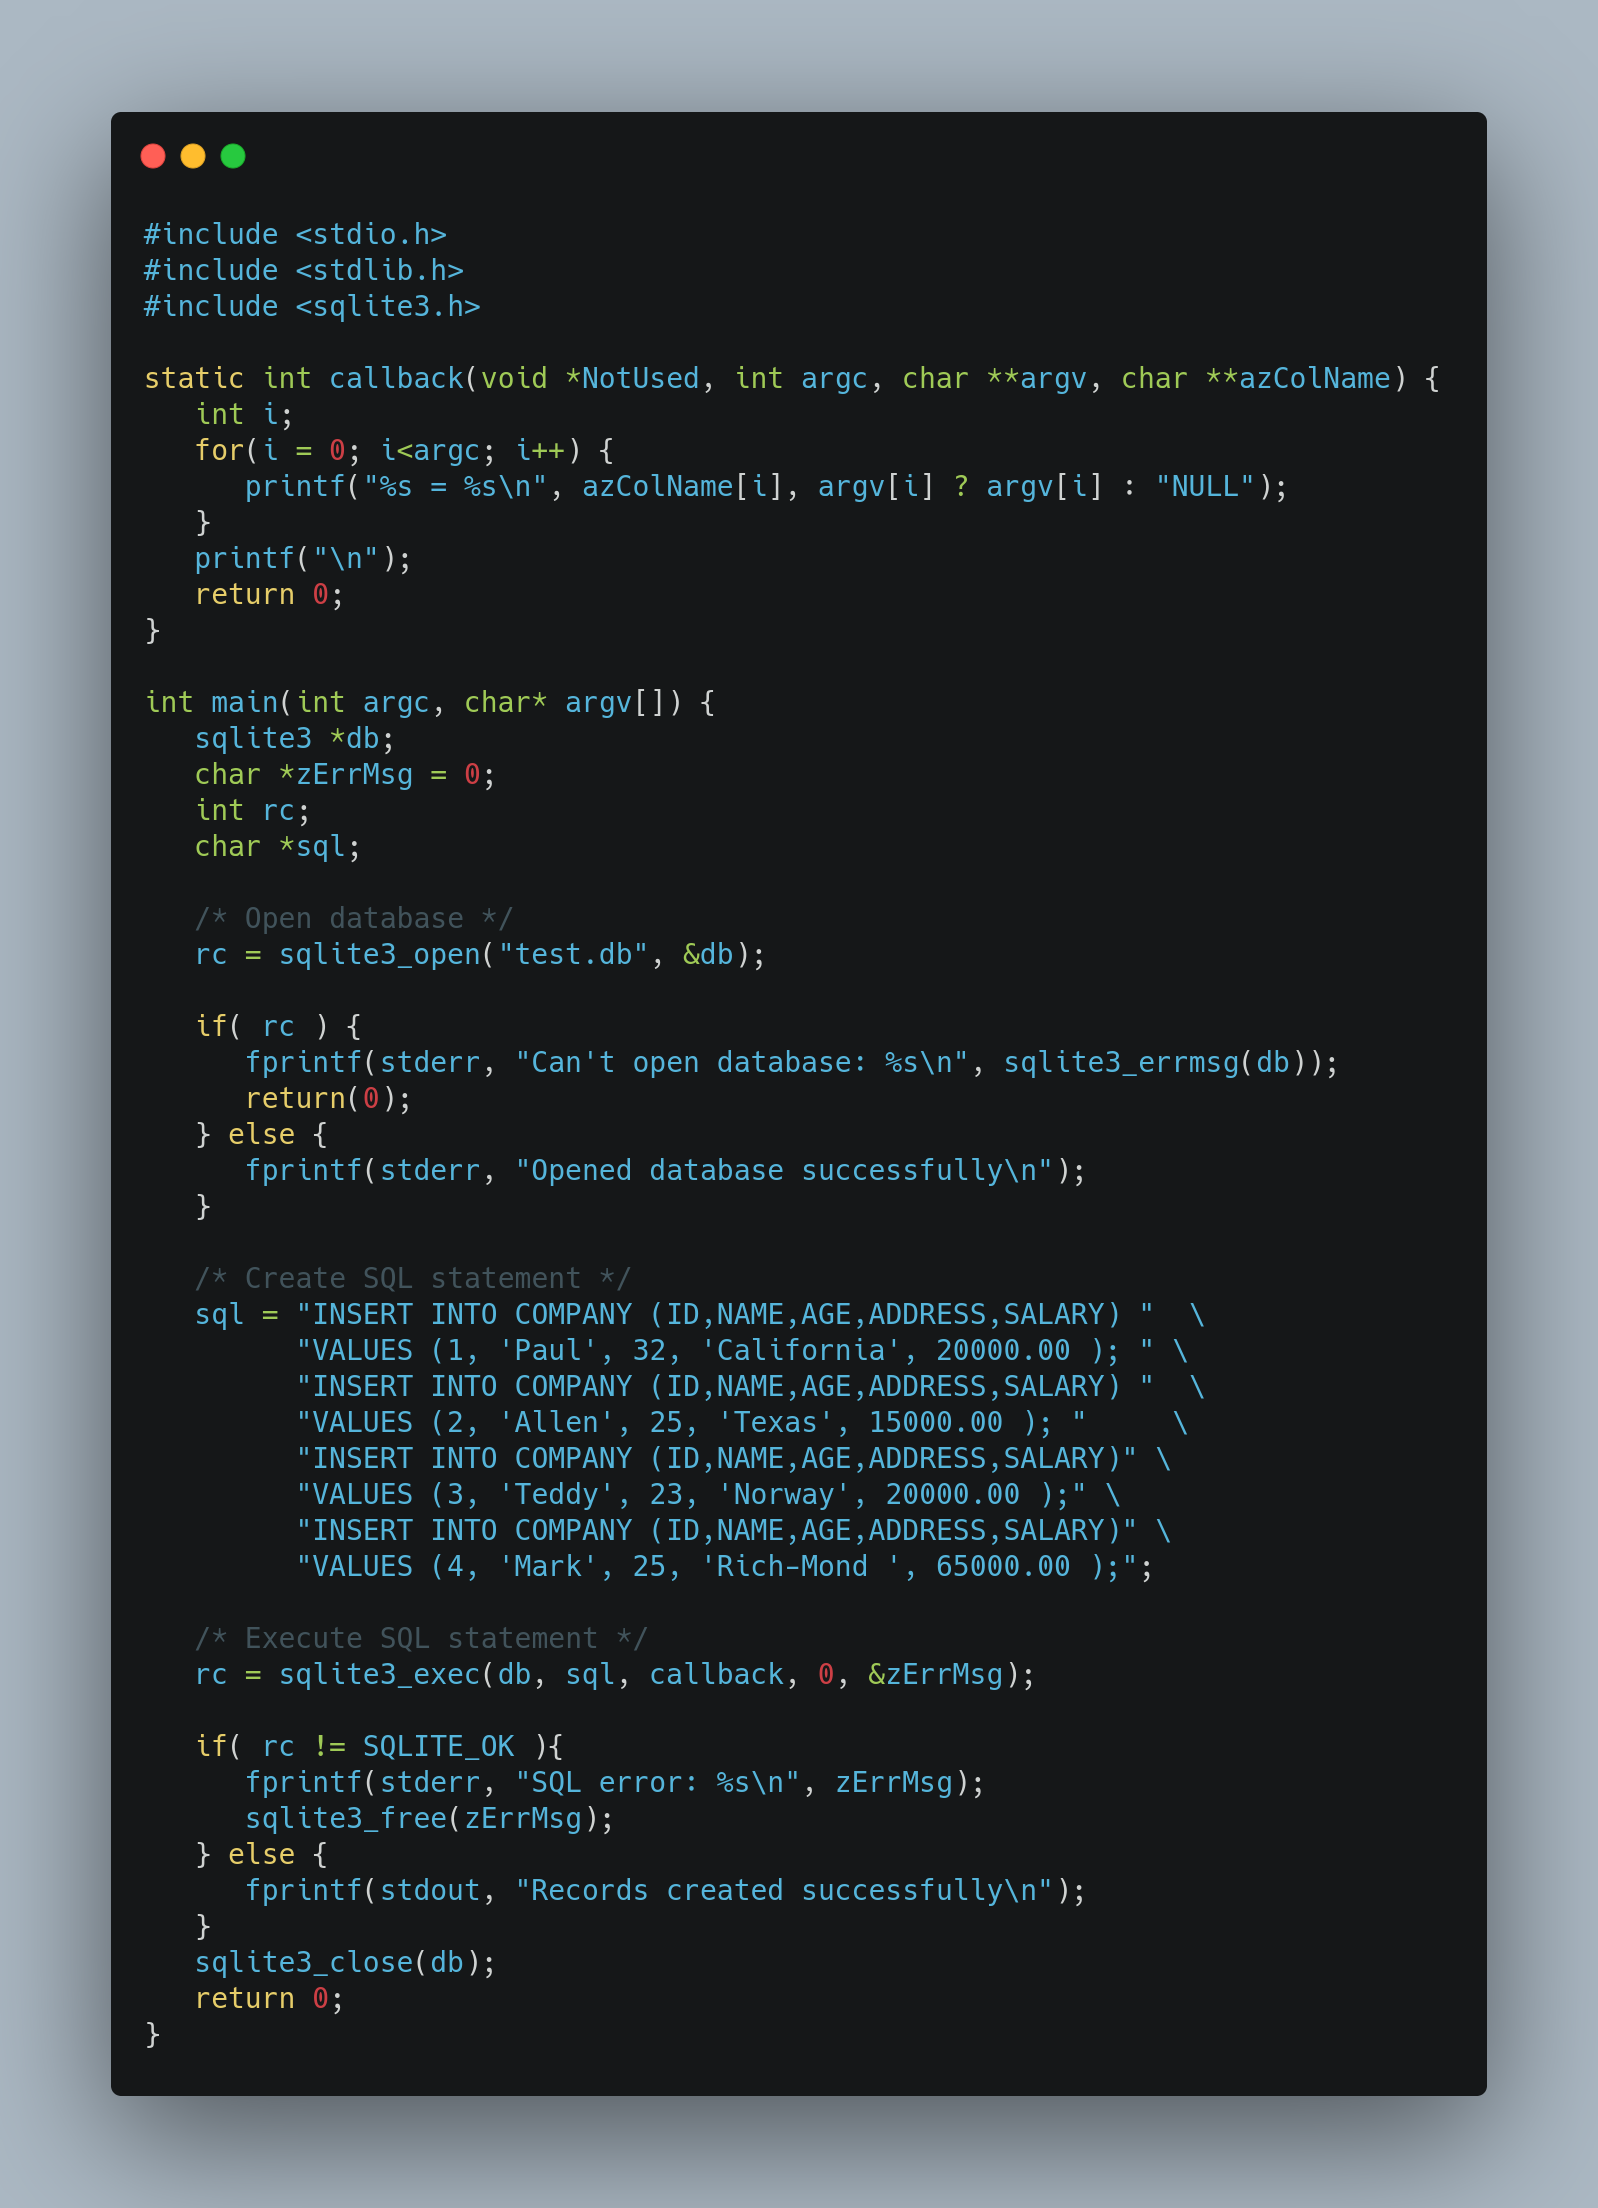 #include <stdio.h>
#include <stdlib.h>
#include <sqlite3.h>

static int callback(void *NotUsed, int argc, char **argv, char **azColName) {
   int i;
   for(i = 0; i<argc; i++) {
      printf("%s = %s\n", azColName[i], argv[i] ? argv[i] : "NULL");
   }
   printf("\n");
   return 0;
}

int main(int argc, char* argv[]) {
   sqlite3 *db;
   char *zErrMsg = 0;
   int rc;
   char *sql;

   /* Open database */
   rc = sqlite3_open("test.db", &db);

   if( rc ) {
      fprintf(stderr, "Can't open database: %s\n", sqlite3_errmsg(db));
      return(0);
   } else {
      fprintf(stderr, "Opened database successfully\n");
   }

   /* Create SQL statement */
   sql = "INSERT INTO COMPANY (ID,NAME,AGE,ADDRESS,SALARY) "  \
         "VALUES (1, 'Paul', 32, 'California', 20000.00 ); " \
         "INSERT INTO COMPANY (ID,NAME,AGE,ADDRESS,SALARY) "  \
         "VALUES (2, 'Allen', 25, 'Texas', 15000.00 ); "     \
         "INSERT INTO COMPANY (ID,NAME,AGE,ADDRESS,SALARY)" \
         "VALUES (3, 'Teddy', 23, 'Norway', 20000.00 );" \
         "INSERT INTO COMPANY (ID,NAME,AGE,ADDRESS,SALARY)" \
         "VALUES (4, 'Mark', 25, 'Rich-Mond ', 65000.00 );";

   /* Execute SQL statement */
   rc = sqlite3_exec(db, sql, callback, 0, &zErrMsg);

   if( rc != SQLITE_OK ){
      fprintf(stderr, "SQL error: %s\n", zErrMsg);
      sqlite3_free(zErrMsg);
   } else {
      fprintf(stdout, "Records created successfully\n");
   }
   sqlite3_close(db);
   return 0;
}